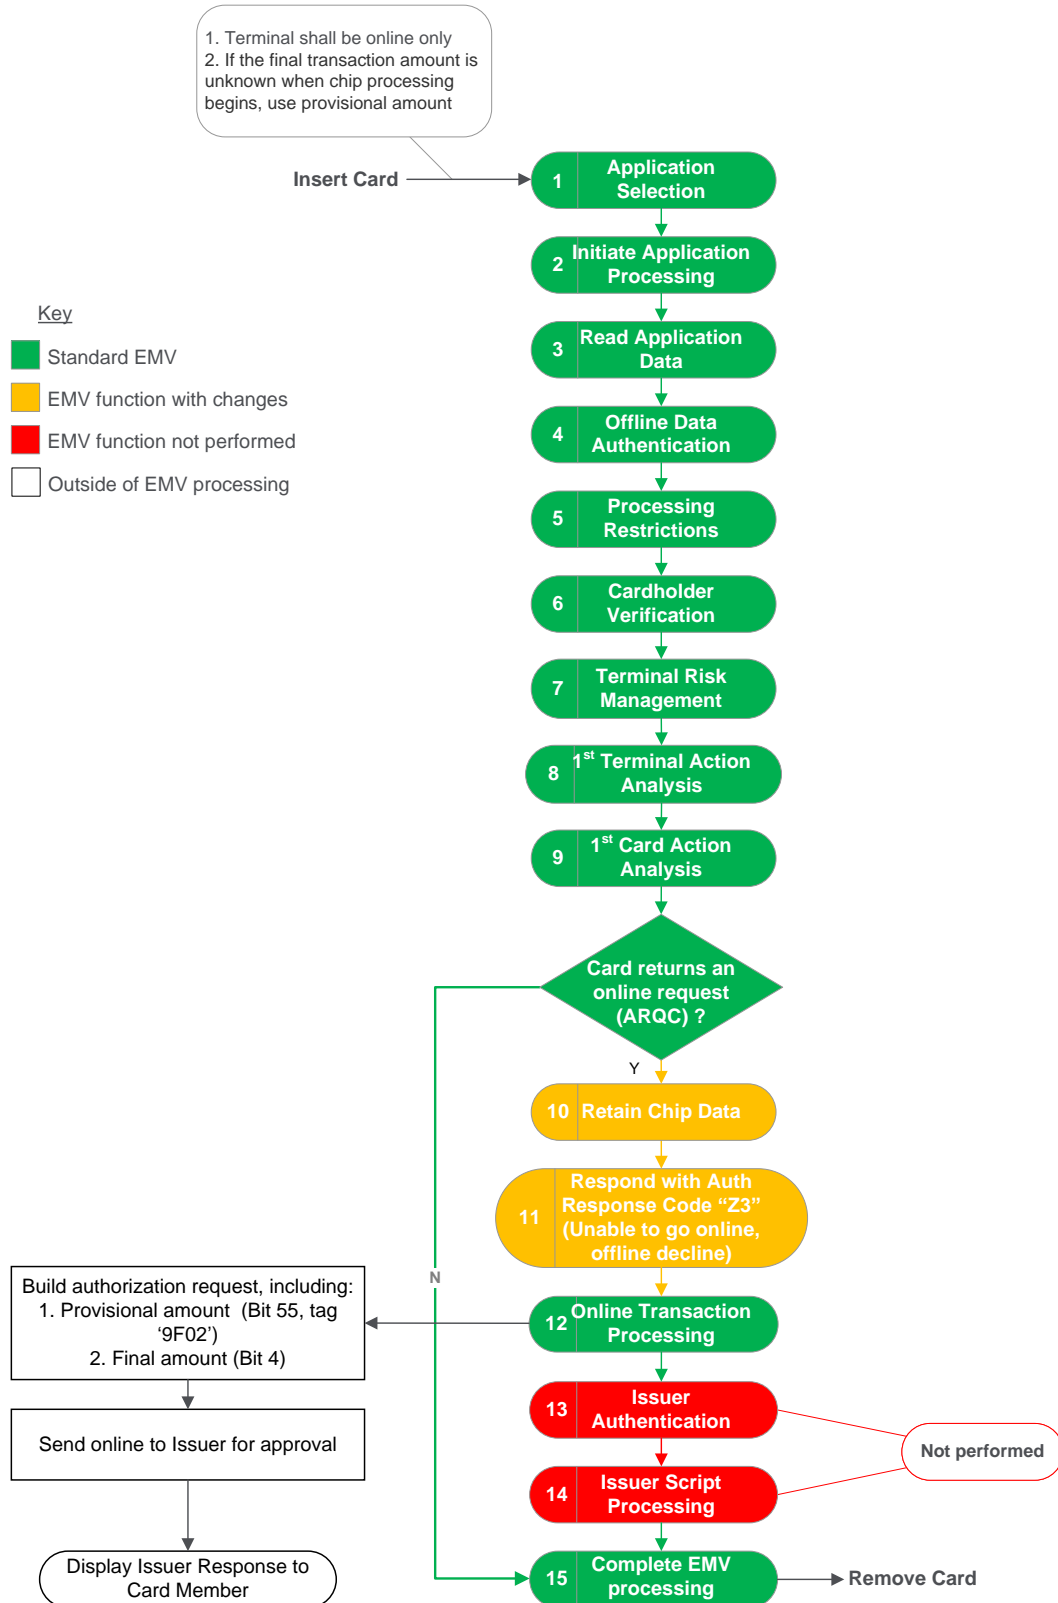 1. Terminal shall be online only
2. If the final transaction amount is
unknown when chip processing
begins, use provisional amount
Insert Card
1
Application
Selection
2
Initiate Application
Processing
Key
Standard EMV
EMV function with changes
EMV function not performed
Outside of EMV processing
3
Read Application
Data
4
Offline Data
Authentication
5
Processing
Restrictions
6
Cardholder
Verification
7
Terminal Risk
Management
8
1st Terminal Action
Analysis
9
1st Card Action
Analysis
Card returns an
online request
(ARQC) ?
Y
N
10
Retain Chip Data
11
Respond with Auth
Response Code “Z3”
(Unable to go online,
offline decline)
12
Online Transaction
Processing
Build authorization request, including:
1. Provisional amount  (Bit 55, tag
‘9F02’)
2. Final amount (Bit 4)
Send online to Issuer for approval
Display Issuer Response to
Card Member
13
Issuer
Authentication
14
Issuer Script
Processing
Not performed
15
Complete EMV
processing
Remove Card